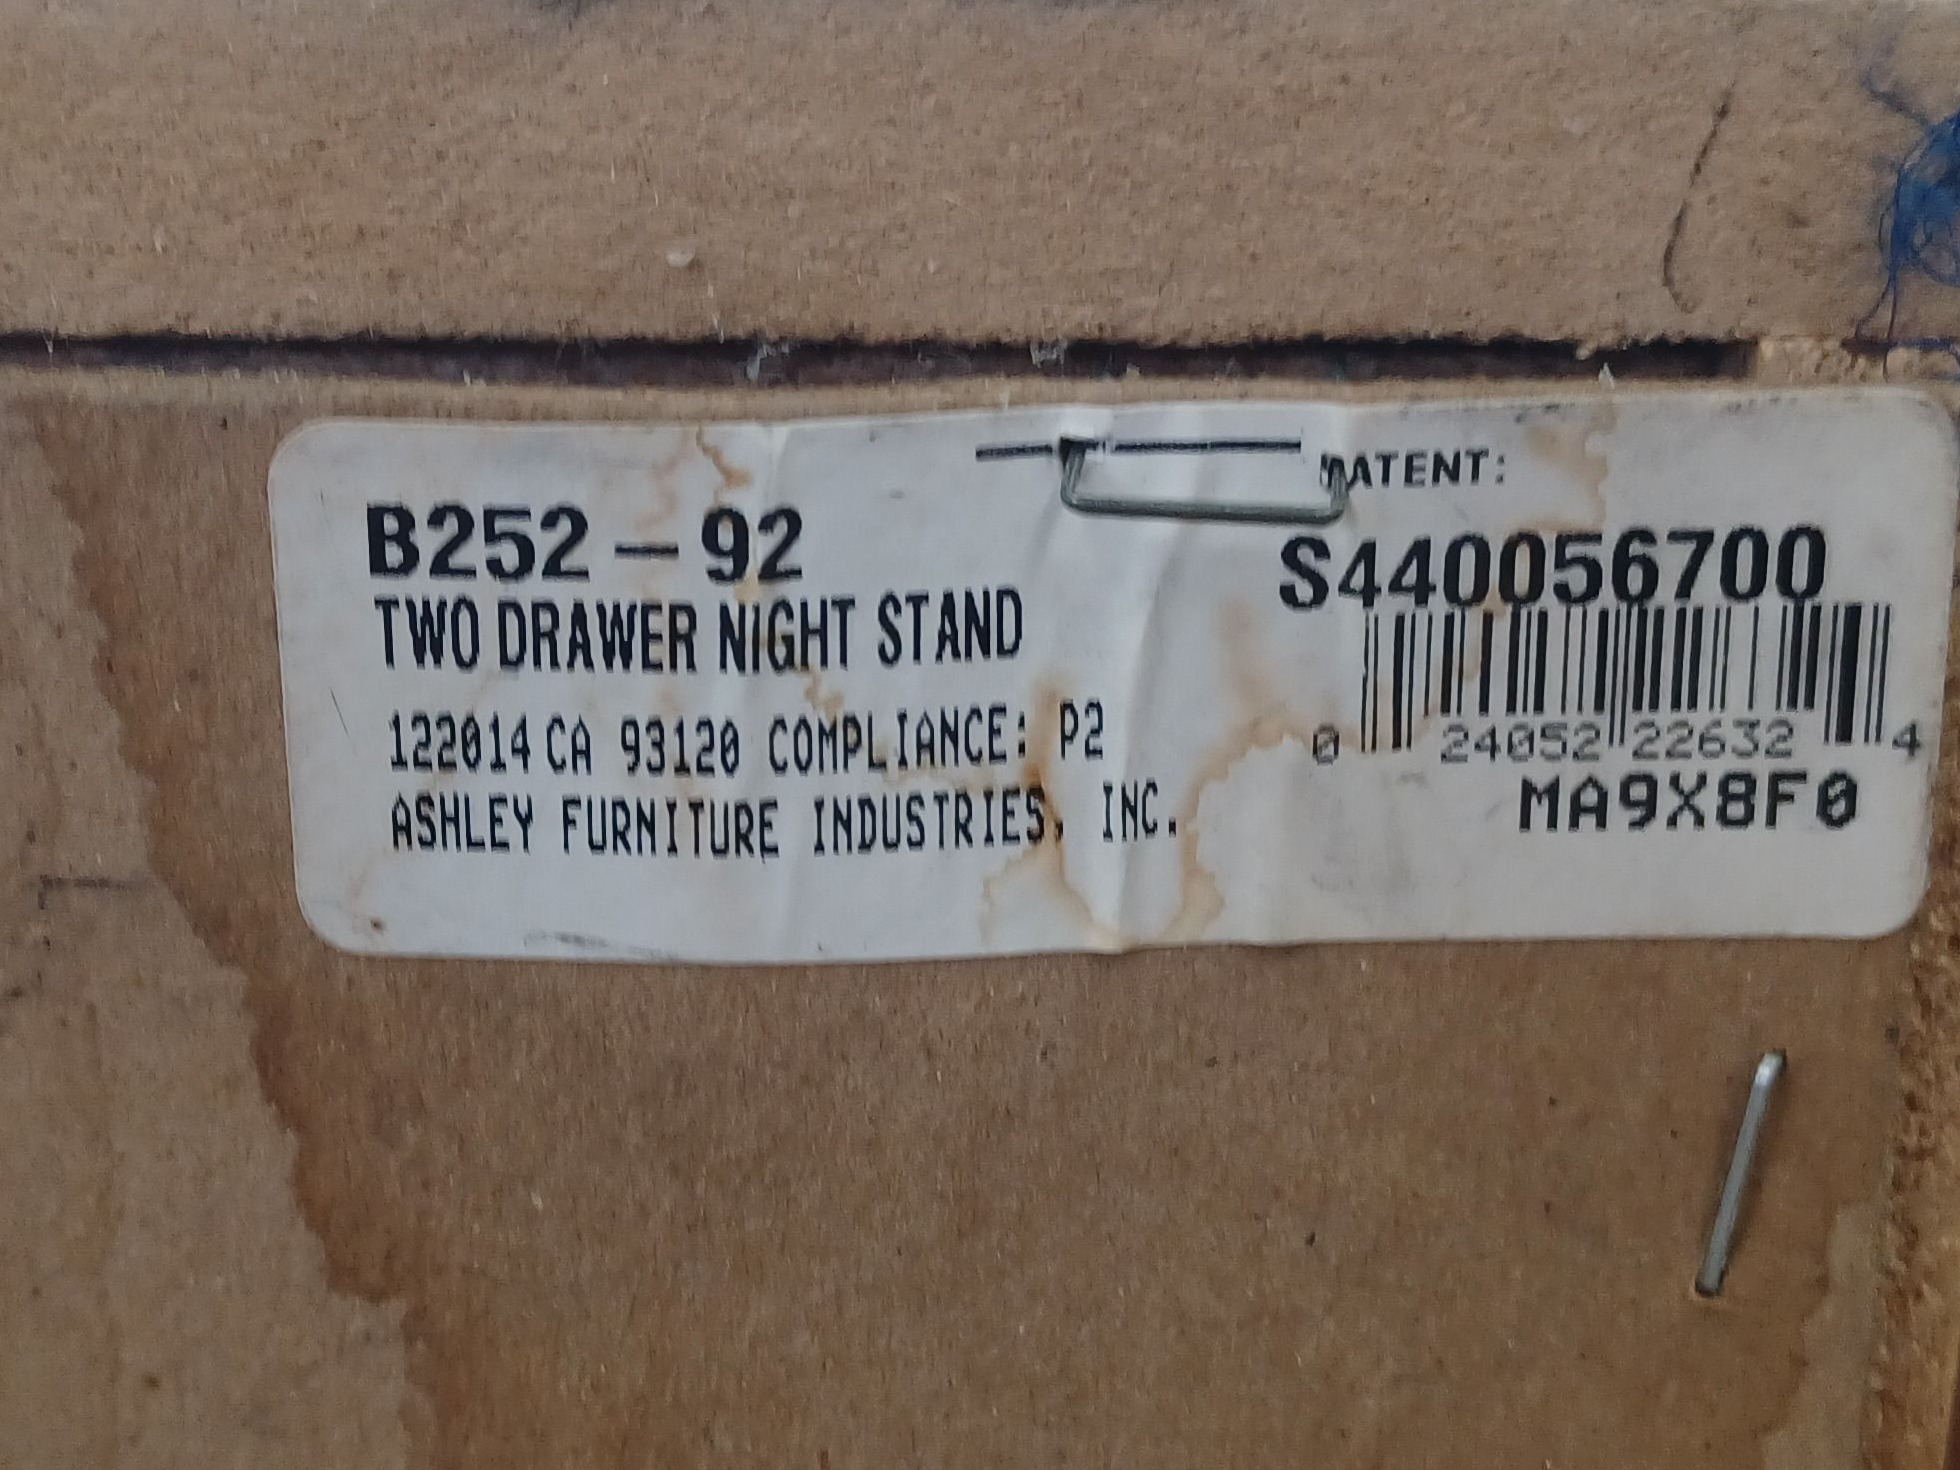 PATENT:
B252-92
S440056700
TWO DRAWER NIGHT STAND
122014 CA 93120 COMPLIANCE: P2
0 24052 22632 4
ASHLEY FURNITURE INDUSTRIES, INC.
MA9X8F0